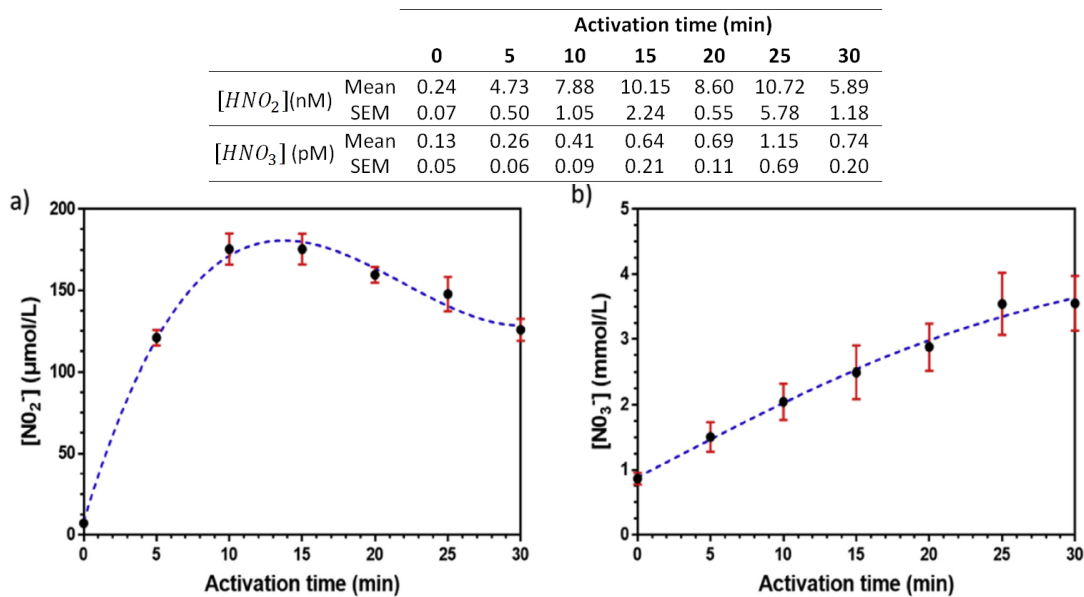 Activation time (min)
0 5 10 15 20 25 30
[HNO₂](nM) Mean 0.24 4.73 7.88 10.15 8.60 10.72 5.89
SEM 0.07 0.50 1.05 2.24 0.55 5.78 1.18
[HNO₃] (pM) Mean 0.13 0.26 0.41 0.64 0.69 1.15 0.74
SEM 0.05 0.06 0.09 0.21 0.11 0.69 0.20
a)
200
150
100
50
0
[N0₂⁻] (µmol/L)
0 5 10 15 20 25 30
Activation time (min)
b)
5
4
3
2
1
0
[N0₃⁻] (mmol/L)
0 5 10 15 20 25 30
Activation time (min)